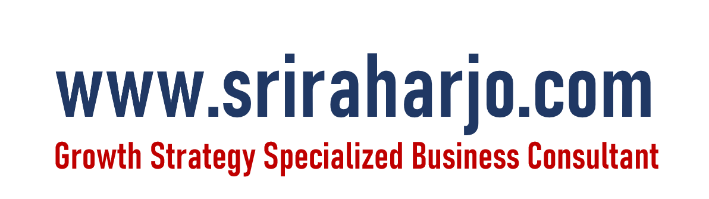 www.sriraharjo.com
Growth Strategy Specialized Business Consultant